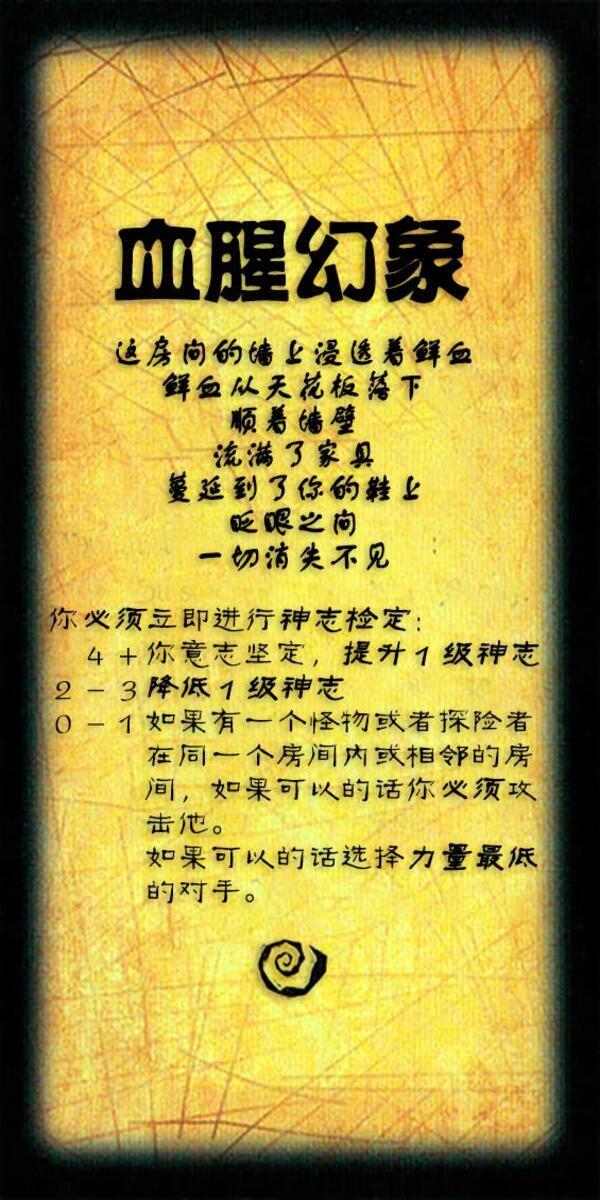 血腥幻象
这房间的墙上浸透着鲜血
鲜血从天花板落下
顺着墙壁
流满了家具
蔓延到了你的鞋上
眨眼之间
一切消失不见
你必须立即进行神志检定：
4+你意志坚定，提升1级神志
2-3降低1级神志
0-1如果有一个怪物或者探险者
在同一个房间内或相邻的房
间，如果可以的话你必须攻
击他。
如果可以的话选择力量最低
的对手。